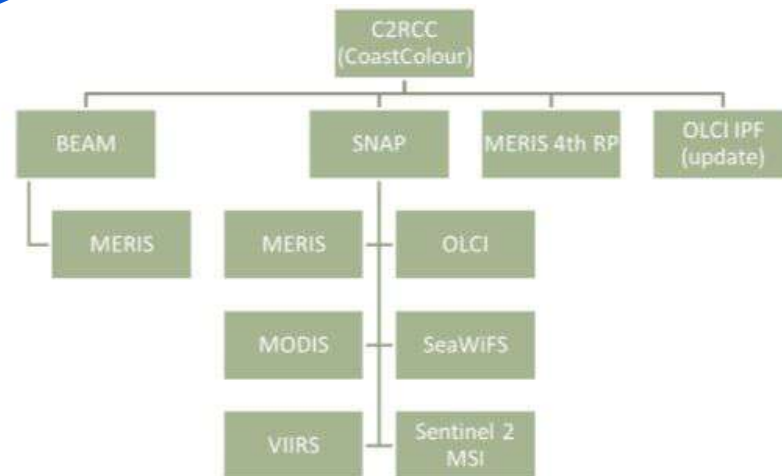 C2RCC
(CoastColour)
BEAM
SNAP
MERIS 4th RP
OLCI IPF
(update)
MERIS
MERIS
OLCI
MODIS
SeaWiFS
VIIRS
Sentinel 2
MSI